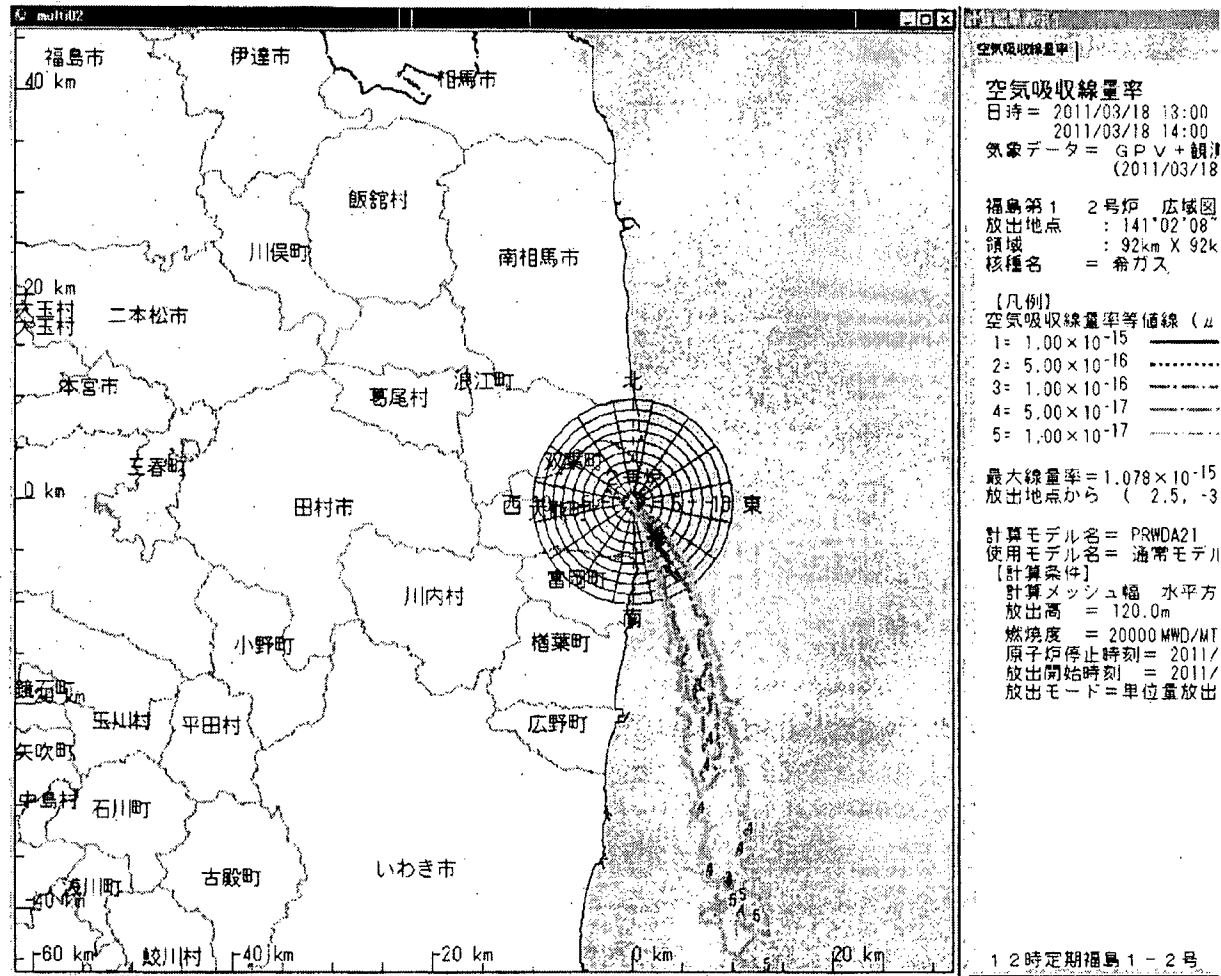 multi02
福島市
伊達市
相馬市
40 km
飯舘村
川俣町
南相馬市
20 km
大玉村
大玉村
二本松市
本宮市
葛尾村
浪江町
北
三春町
双葉町
0 km
田村市
西
10
東
富岡町
川内村
南
小野町
楢葉町
鏡石町
玉川村
平田村
広野町
矢吹町
中島村
石川町
古殿町
いわき市
浅川町
-40 km
-60 km
鮫川村
-40 km
-20 km
0 km
20 km
空気吸収線量率
空気吸収線量率
日時= 2011/03/18 13:00
2011/03/18 14:00
気象データ= GPV+観測
(2011/03/18
福島第1 2号炉 広域図
放出地点 : 141°02'08"
領域 : 92km X 92k
核種名 = 希ガス
【凡例】
空気吸収線量率等値線 (μ
1= 1.00×10-15
2= 5.00×10-16
3= 1.00×10-16
4= 5.00×10-17
5= 1.00×10-17
最大線量率=1.078×10-15
放出地点から ( 2.5, -3
計算モデル名= PRWDA21
使用モデル名= 通常モデル
【計算条件】
計算メッシュ幅 水平方
放出高 = 120.0m
燃焼度 = 20000MWD/MT
原子炉停止時刻= 2011/
放出開始時刻 = 2011/
放出モード=単位量放出
12時定期福島1-2号